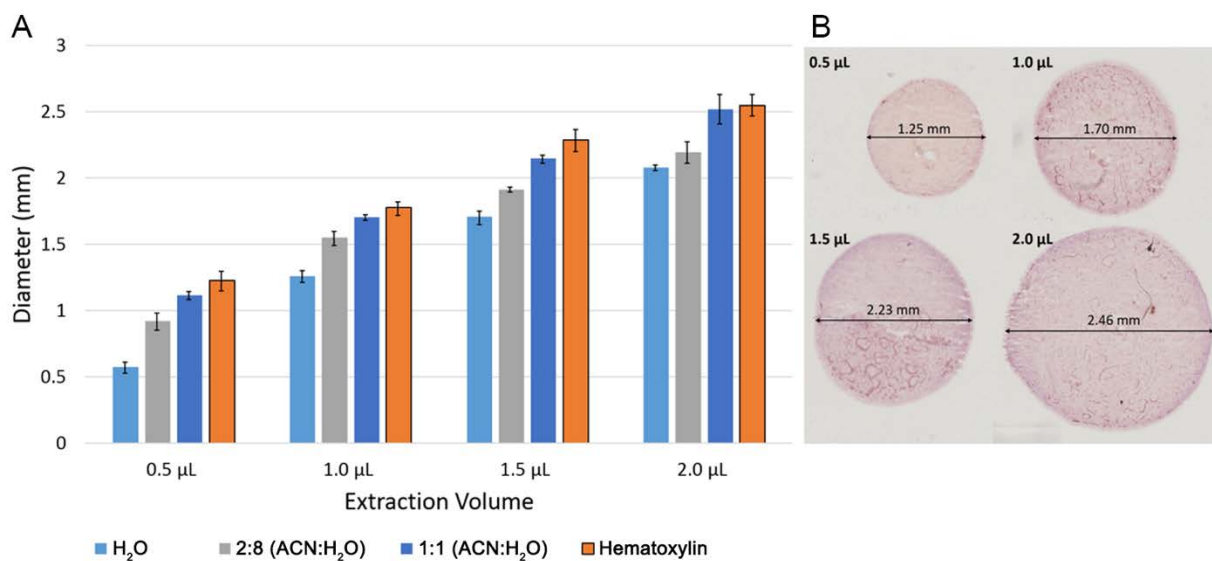 A
3
2.5
2
1.5
1
0.5
0
Diameter (mm)
0.5 µL
1.0 µL
1.5 µL
2.0 µL
Extraction Volume
H₂O
2:8 (ACN:H₂O)
1:1 (ACN:H₂O)
Hematoxylin
B
0.5 µL
1.0 µL
1.25 mm
1.70 mm
1.5 µL
2.0 µL
2.23 mm
2.46 mm